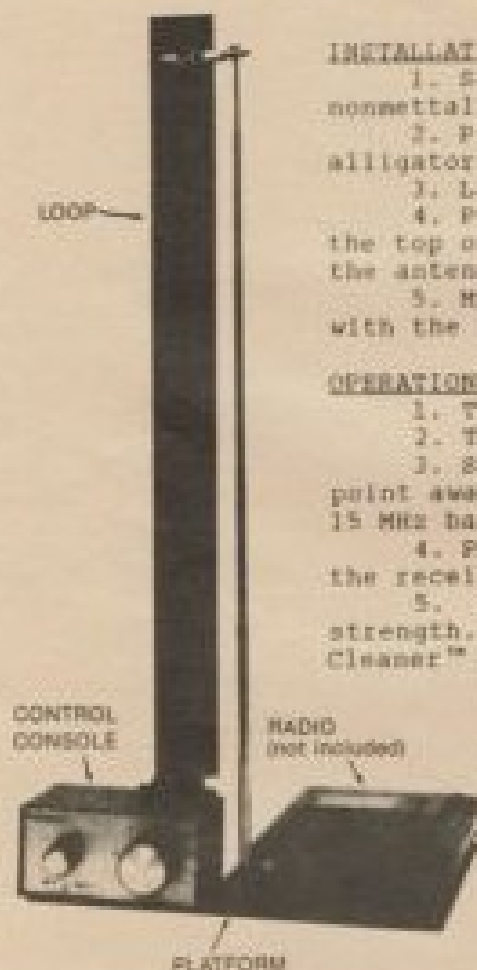 LOOP
CONTROL
CONSOLE
RADIO
(not included)
PLATFORM
INSTALLAT
1. S
nonmettal
2. P
alligator
3. L
4. P
the top o
the anten
5. M
with the
OPERATION
1. T
2. T
3. S
point awa
15 MHz ba
4. P
the recei
5.
strength.
Cleaner™